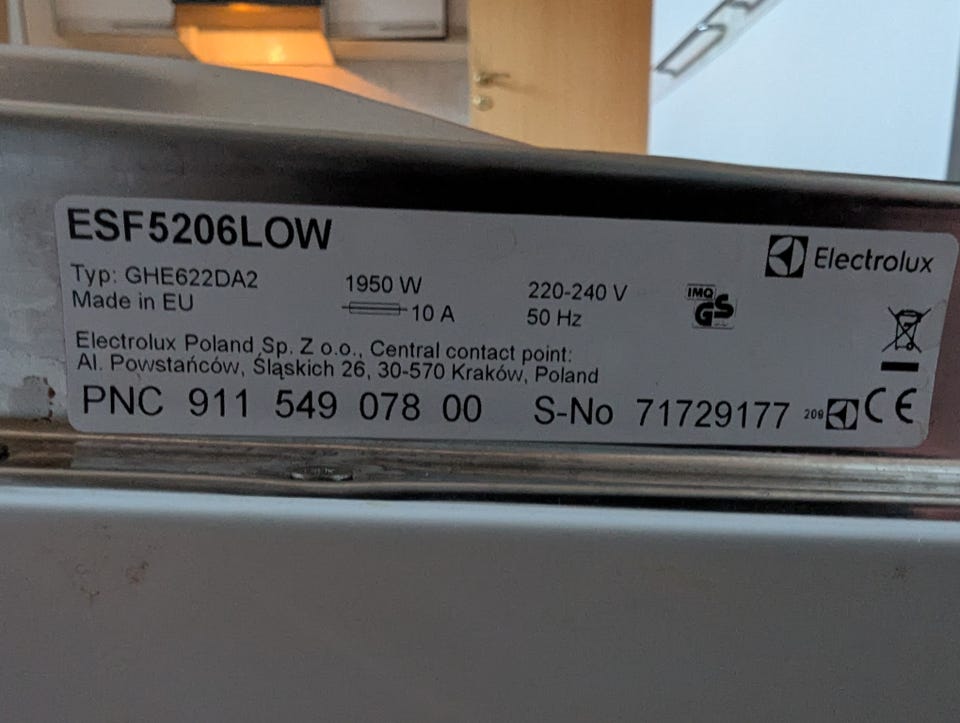 ESF5206LOW
Electrolux
Typ: GHE622DA2 1950 W 220-240 V
Made in EU 10 A 50 Hz
IMQ
GS
Electrolux Poland Sp. Z o.o., Central contact point:
Al. Powstańców, Śląskich 26, 30-570 Kraków, Poland
PNC 911 549 078 00 S-No 71729177 209 CE